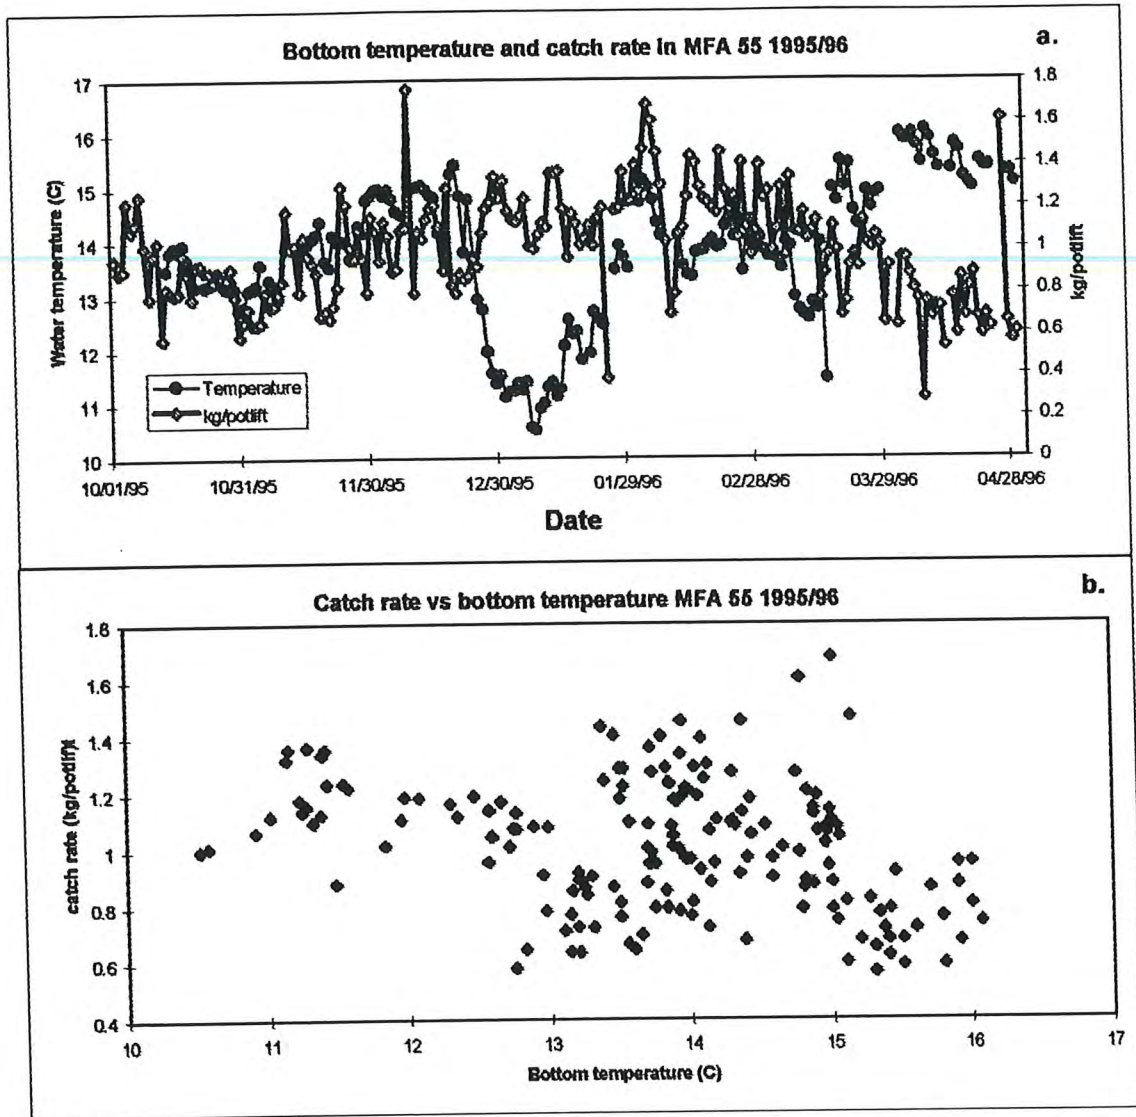 Bottom temperature and catch rate in MFA 55 1995/96
a.
Water temperature (C)
17
16
15
14
13
12
11
10
Temperature
kg/potlift
1.8
1.6
1.4
1.2
1
0.8
0.6
0.4
0.2
0
kg/potlift
10/01/95 10/31/95 11/30/95 12/30/95 01/29/96 02/28/96 03/29/96 04/28/96
Date
b.
Catch rate vs bottom temperature MFA 55 1995/96
catch rate (kg/potlift)
1.8
1.6
1.4
1.2
1
0.8
0.6
0.4
10 11 12 13 14 15 16 17
Bottom temperature (C)